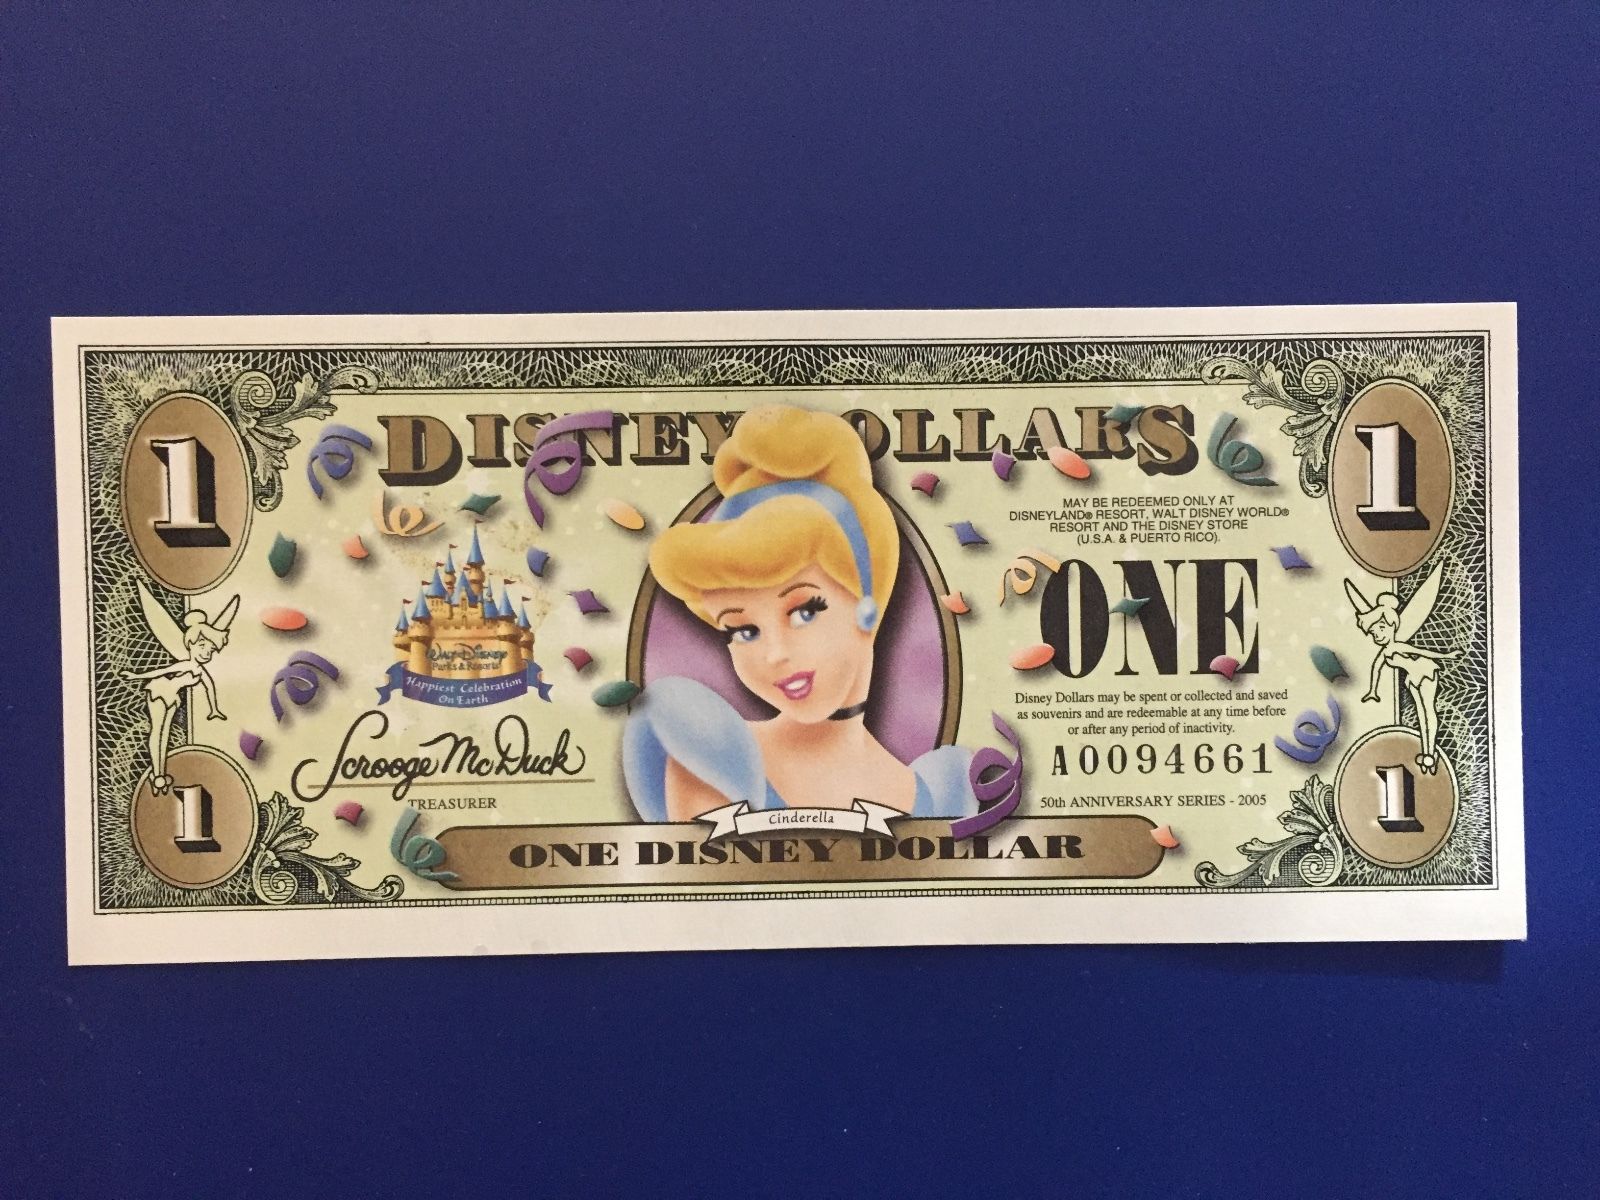 DISNEY DOLLARS
1
1
MAY BE REDEEMED ONLY AT
DISNEYLAND® RESORT, WALT DISNEY WORLD®
RESORT AND THE DISNEY STORE
(U.S.A. & PUERTO RICO).
ONE
Walt Disney
Parks & Resorts
Happiest Celebration
On Earth
Disney Dollars may be spent or collected and saved
as souvenirs and are redeemable at any time before
or after any period of inactivity.
Scrooge McDuck
TREASURER
A0094661
50th ANNIVERSARY SERIES - 2005
1
1
Cinderella
ONE DISNEY DOLLAR